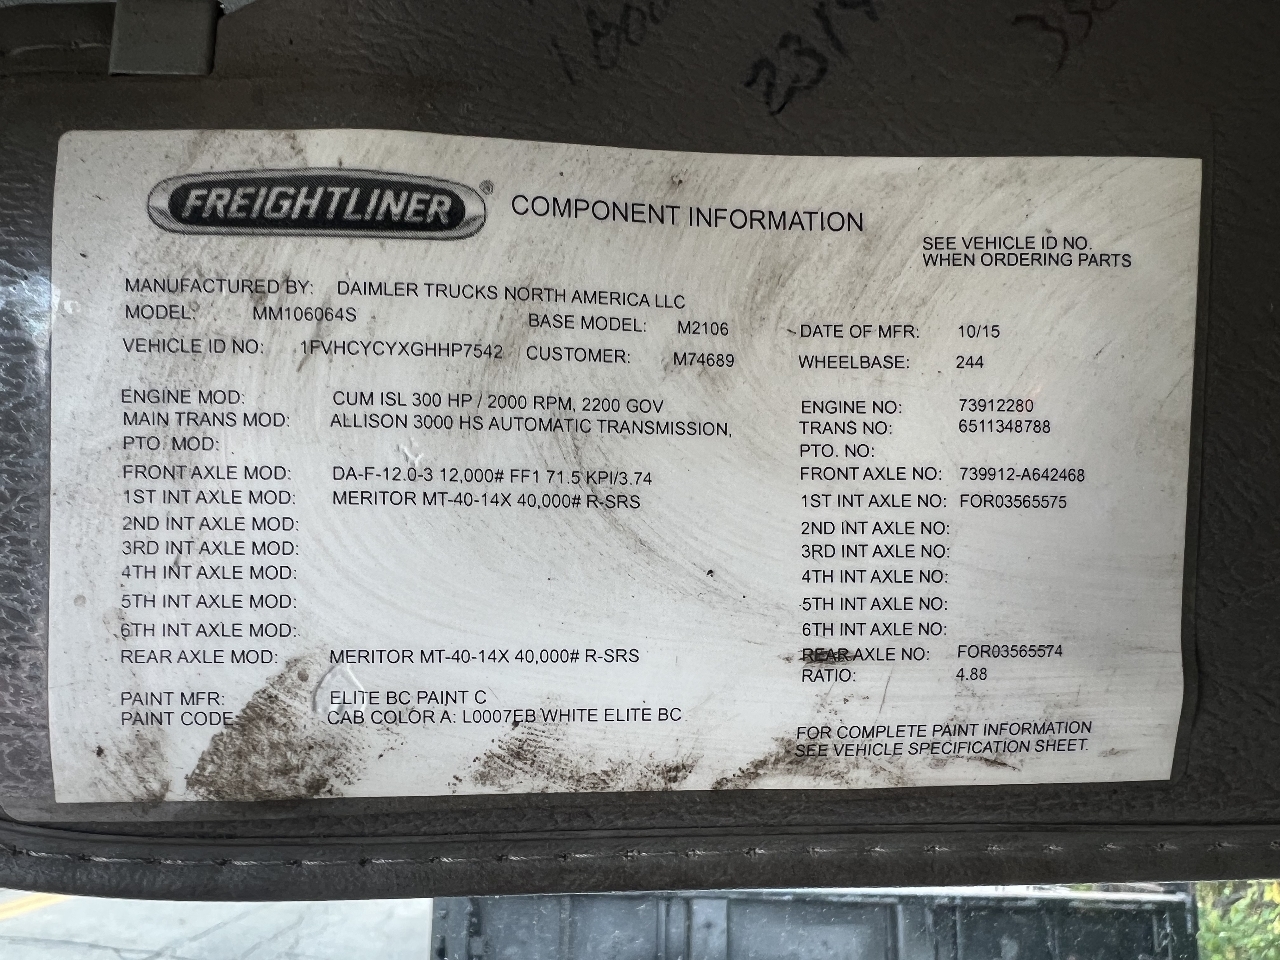 FREIGHTLINER ® COMPONENT INFORMATION
SEE VEHICLE ID NO.
WHEN ORDERING PARTS
MANUFACTURED BY: DAIMLER TRUCKS NORTH AMERICA LLC
MODEL: MM106064S BASE MODEL: M2106 DATE OF MFR: 10/15
VEHICLE ID NO: 1FVHCYCYXGHHP7542 CUSTOMER: M74689 WHEELBASE: 244
ENGINE MOD: CUM ISL 300 HP / 2000 RPM, 2200 GOV ENGINE NO: 73912280
MAIN TRANS MOD: ALLISON 3000 HS AUTOMATIC TRANSMISSION, TRANS NO: 6511348788
PTO. MOD: PTO. NO:
FRONT AXLE MOD: DA-F-12.0-3 12,000# FF1 71.5 KPI/3.74 FRONT AXLE NO: 739912-A642468
1ST INT AXLE MOD: MERITOR MT-40-14X 40,000# R-SRS 1ST INT AXLE NO: FOR03565575
2ND INT AXLE MOD: 2ND INT AXLE NO:
3RD INT AXLE MOD: 3RD INT AXLE NO:
4TH INT AXLE MOD: 4TH INT AXLE NO:
5TH INT AXLE MOD: 5TH INT AXLE NO:
6TH INT AXLE MOD: 6TH INT AXLE NO:
REAR AXLE MOD: MERITOR MT-40-14X 40,000# R-SRS REAR AXLE NO: FOR03565574
RATIO: 4.88
PAINT MFR: ELITE BC PAINT C
PAINT CODE: CAB COLOR A: L0007EB WHITE ELITE BC
FOR COMPLETE PAINT INFORMATION
SEE VEHICLE SPECIFICATION SHEET.